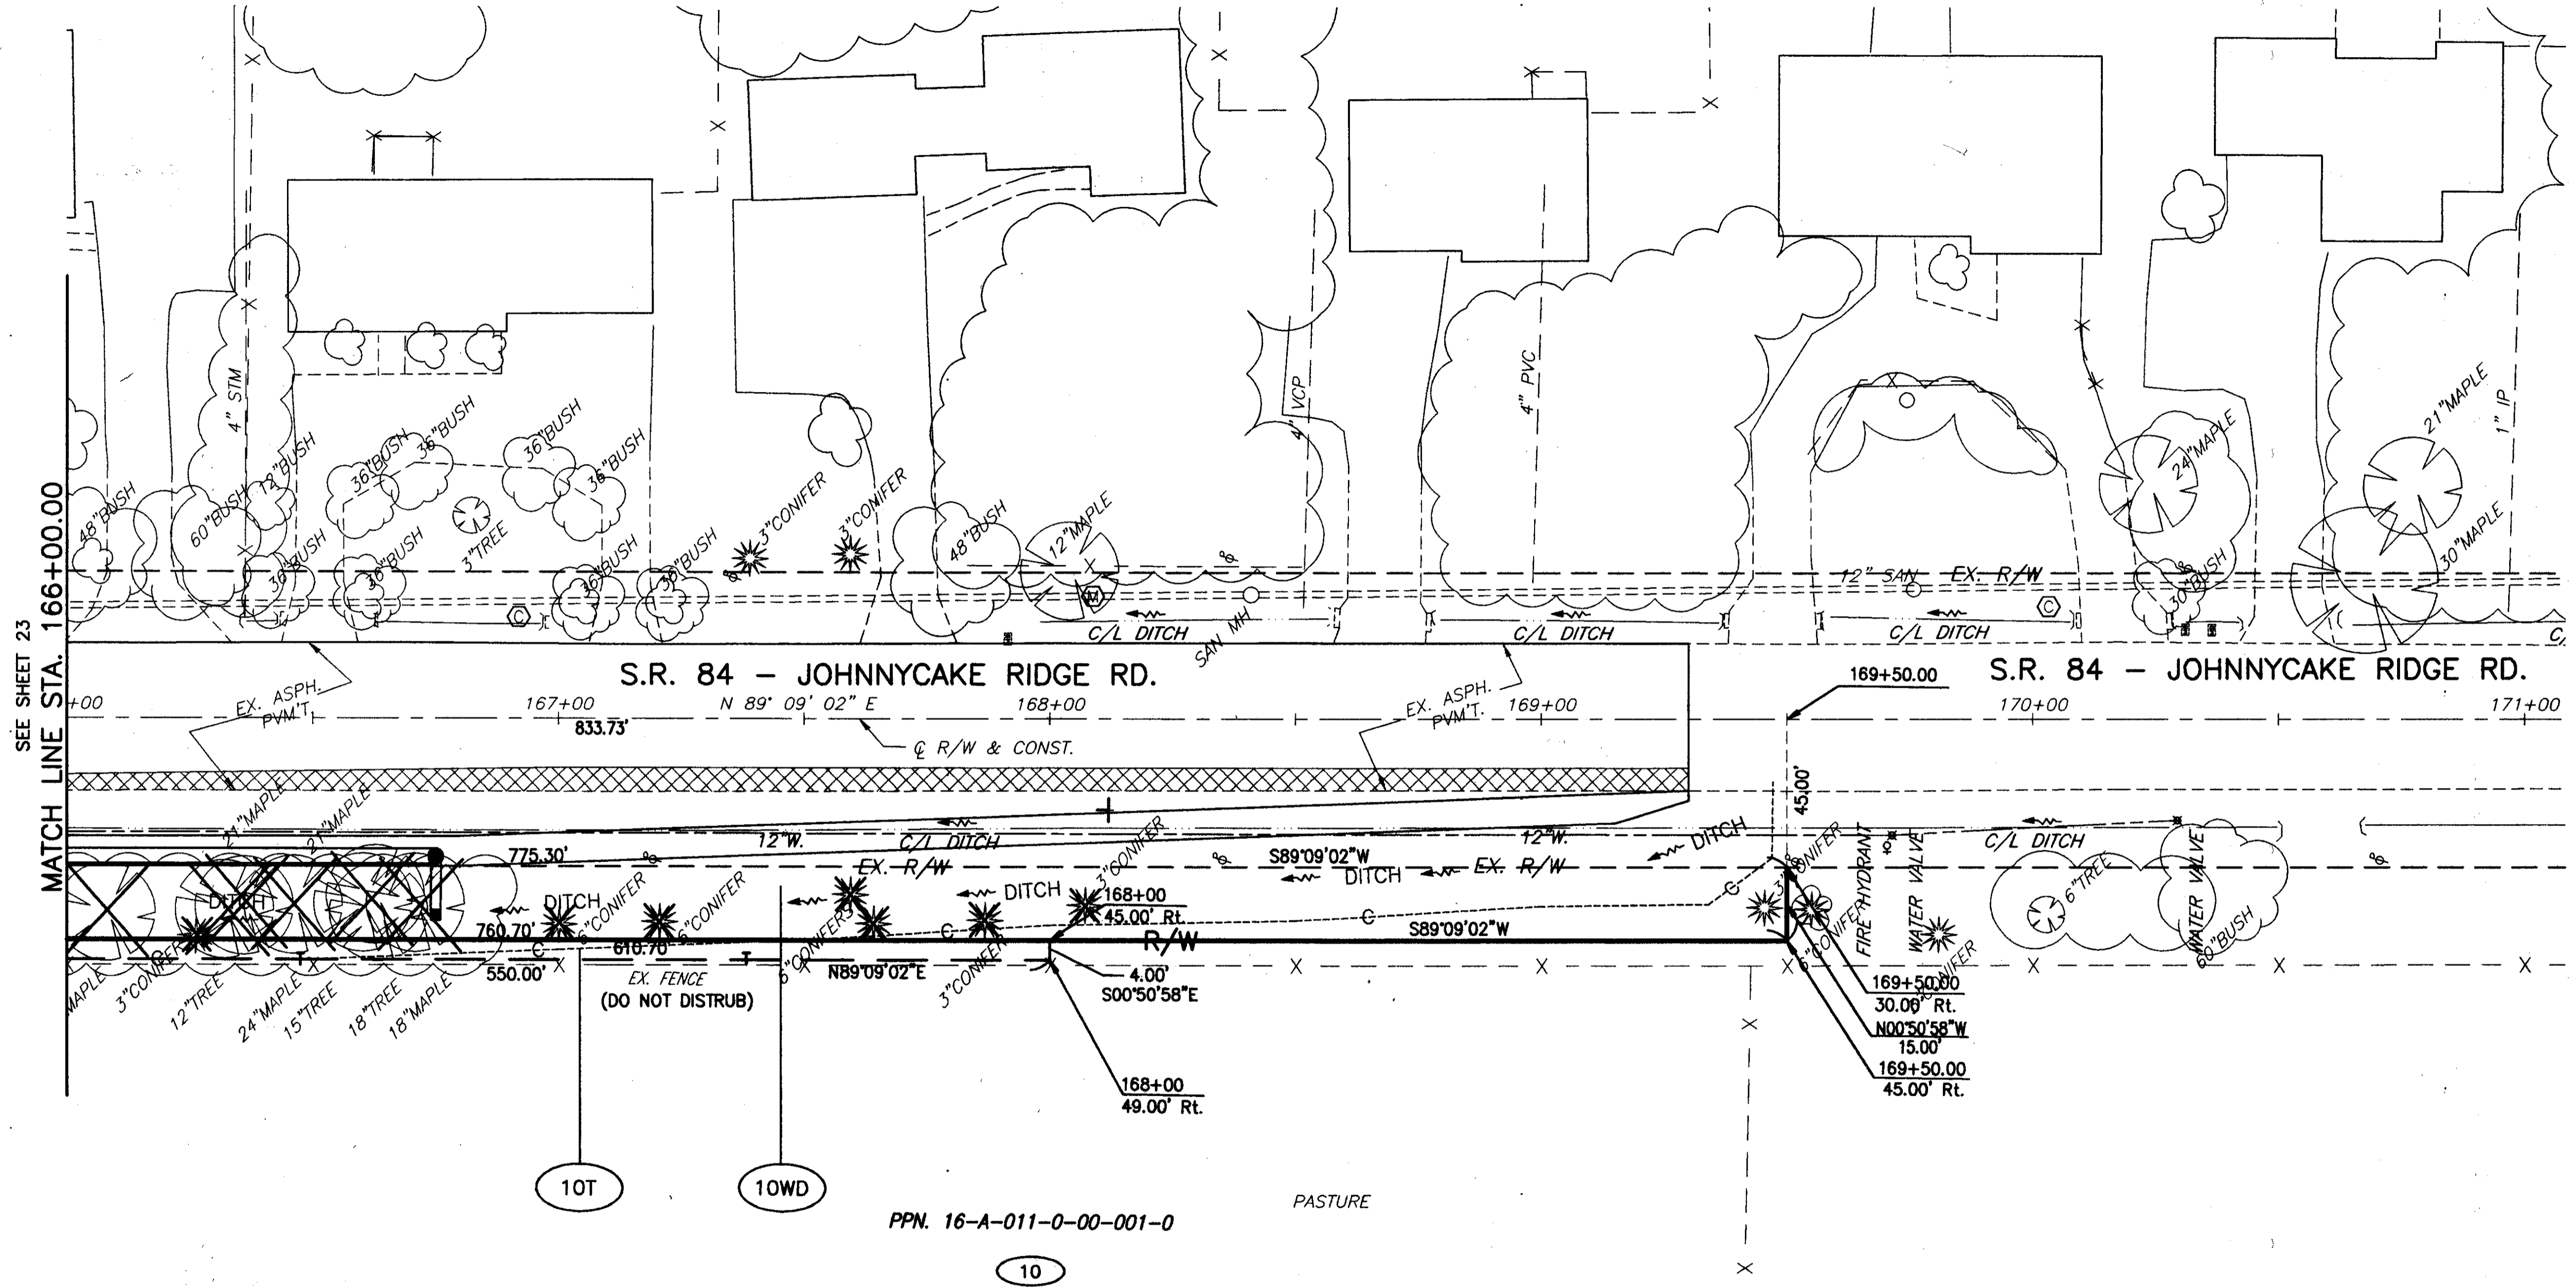 SEE SHEET 23
MATCH LINE STA. 166+00.00
4" STM
4" VCP
4" PVC
1" IP
48"BUSH
60"BUSH
12"BUSH
36"BUSH
36"BUSH
36"BUSH
36"BUSH
36"BUSH
36"BUSH
3"TREE
36"BUSH
36"BUSH
3"CONIFER
3"CONIFER
48"BUSH
12"MAPLE
M
C
C
24"MAPLE
30"BUSH
21"MAPLE
30"MAPLE
12" SAN
EX. R/W
C/L DITCH
SAN MH
C/L DITCH
C/L DITCH
S.R. 84 – JOHNNYCAKE RIDGE RD.
S.R. 84 – JOHNNYCAKE RIDGE RD.
169+50.00
EX. ASPH.
PVM'T.
EX. ASPH.
PVM'T.
+00
167+00
N 89° 09' 02" E
168+00
169+00
170+00
171+00
833.73'
℄ R/W & CONST.
45.00'
21"MAPLE
21"MAPLE
12"W.
C/L DITCH
12"W.
DITCH
C/L DITCH
775.30'
EX. R/W
S89°09'02"W
EX. R/W
DITCH
DITCH
DITCH
DITCH
3"CONIFER
3"CONIFER
FIRE HYDRANT
WATER VALVE
6"TREE
WATER VALVE
60"BUSH
6"CONIFER
6"CONIFER
168+00
45.00' Rt.
760.70'
610.70'
R/W
S89°09'02"W
C
C
C
C
T
T
550.00'
EX. FENCE
(DO NOT DISTRUB)
N89°09'02"E
4.00'
S00°50'58"E
MAPLE
3"CONIFER
12"TREE
24"MAPLE
15"TREE
18"TREE
18"MAPLE
6"CONIFERS
3"CONIFER
6"CONIFER
169+50.00
30.00' Rt.
N00°50'58"W
15.00'
169+50.00
45.00' Rt.
168+00
49.00' Rt.
10T
10WD
PASTURE
PPN. 16-A-011-0-00-001-0
10